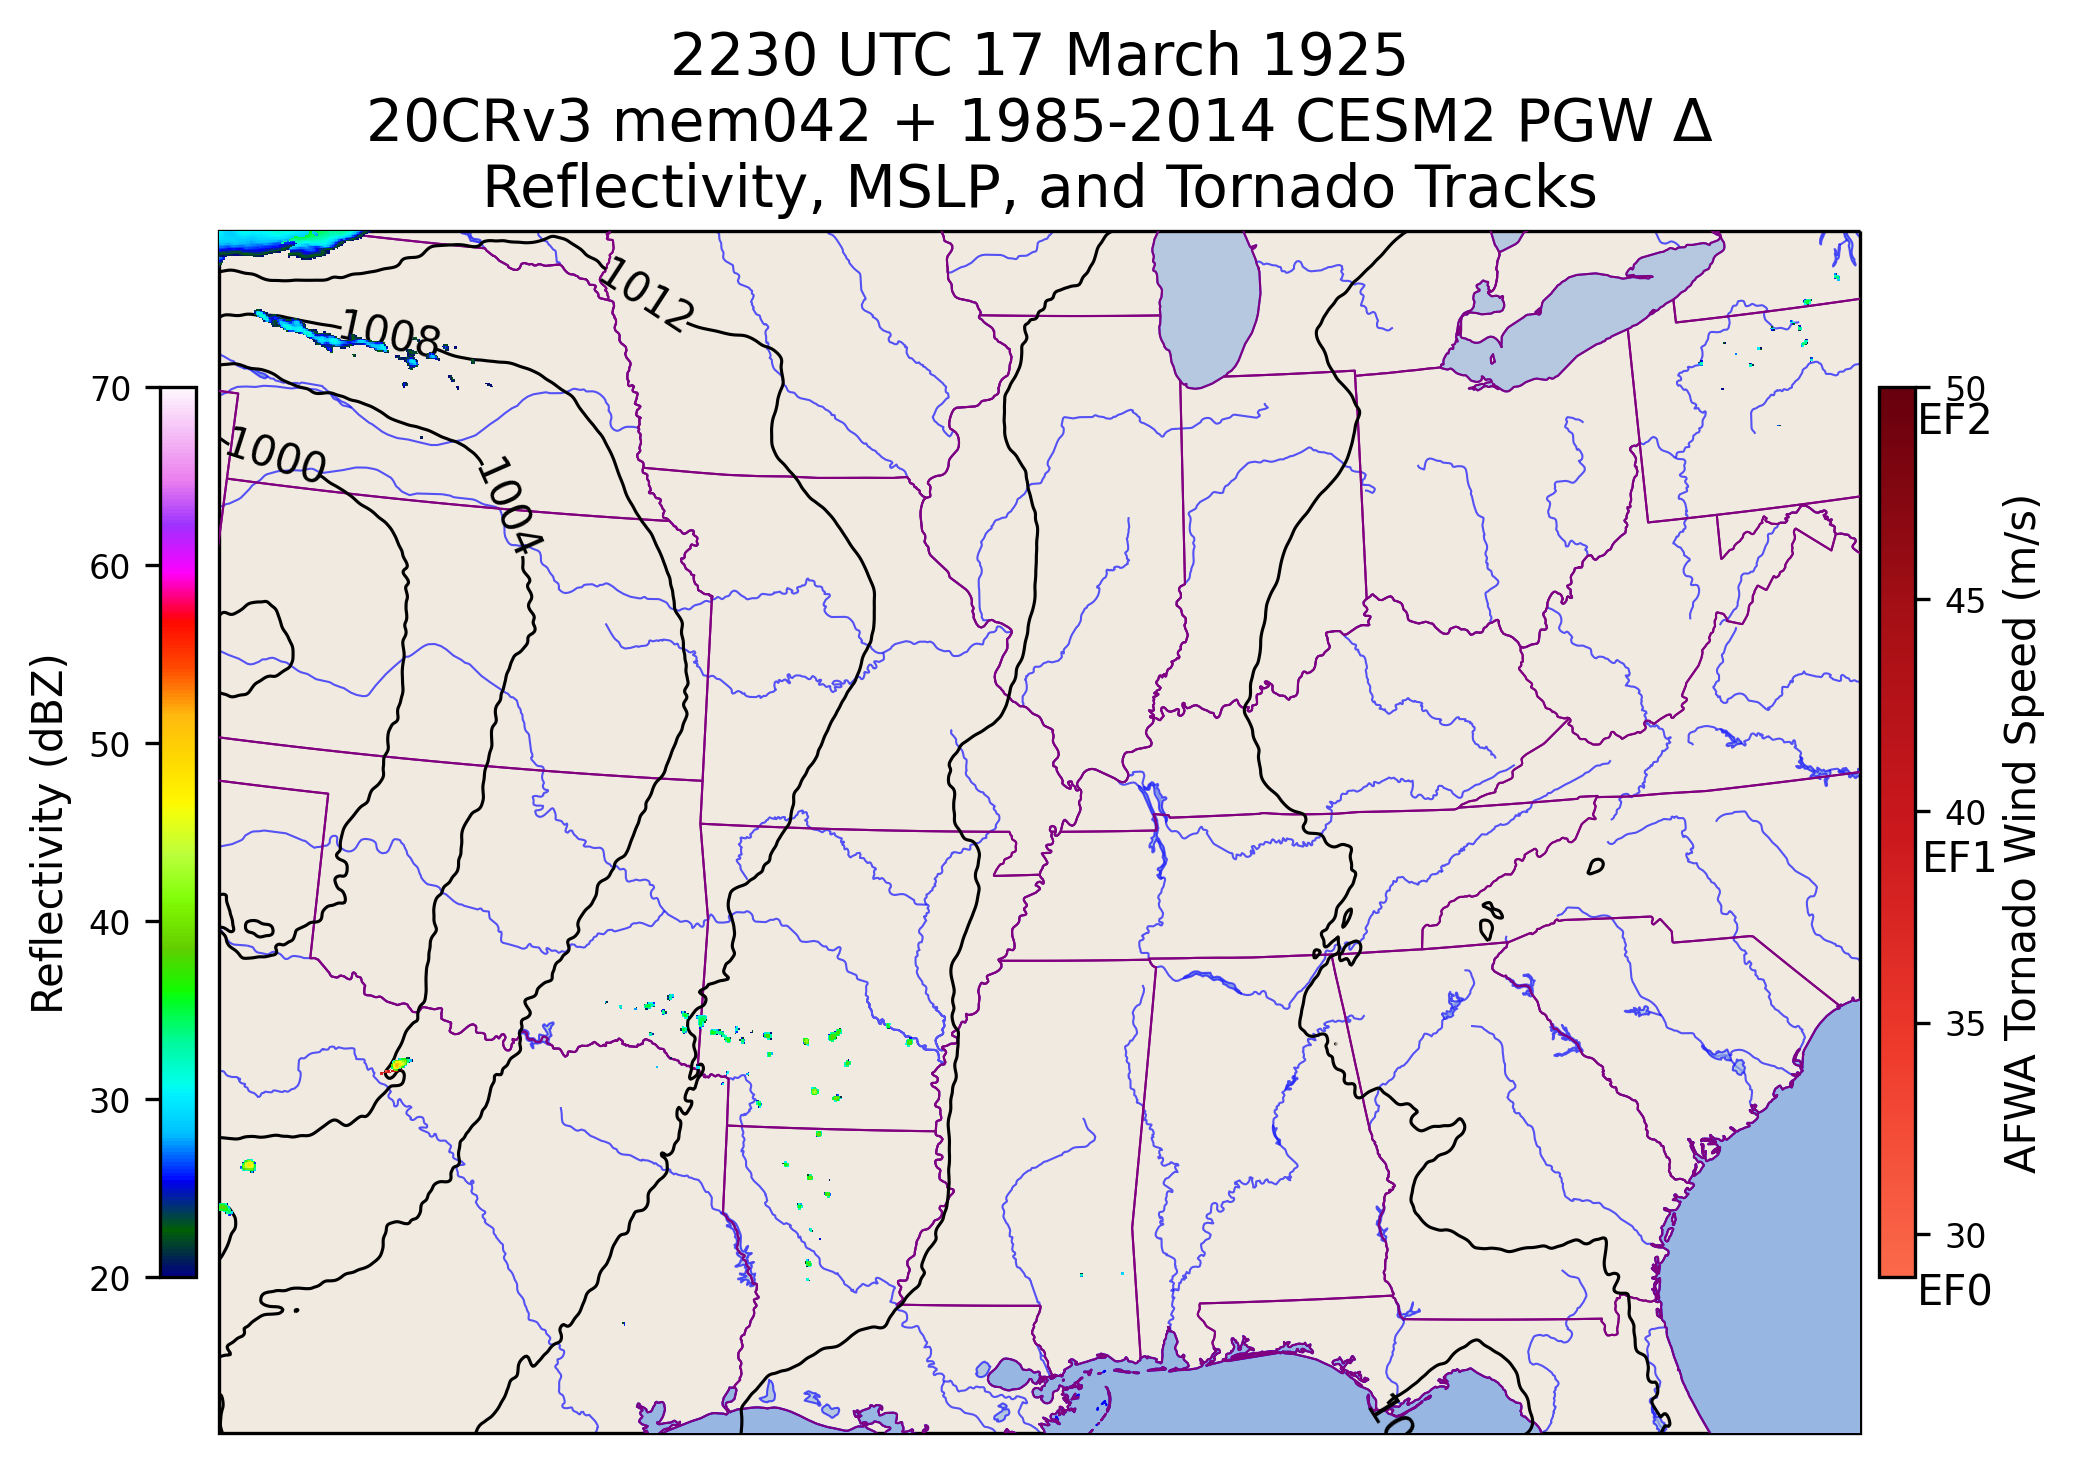 2230 UTC 17 March 1925
20CRv3 mem042 + 1985-2014 CESM2 PGW Δ
Reflectivity, MSLP, and Tornado Tracks
1012
1008
1000
1004
70
60
50
40
30
20
Reflectivity (dBZ)
50
EF2
45
40
EF1
35
30
EF0
AFWA Tornado Wind Speed (m/s)